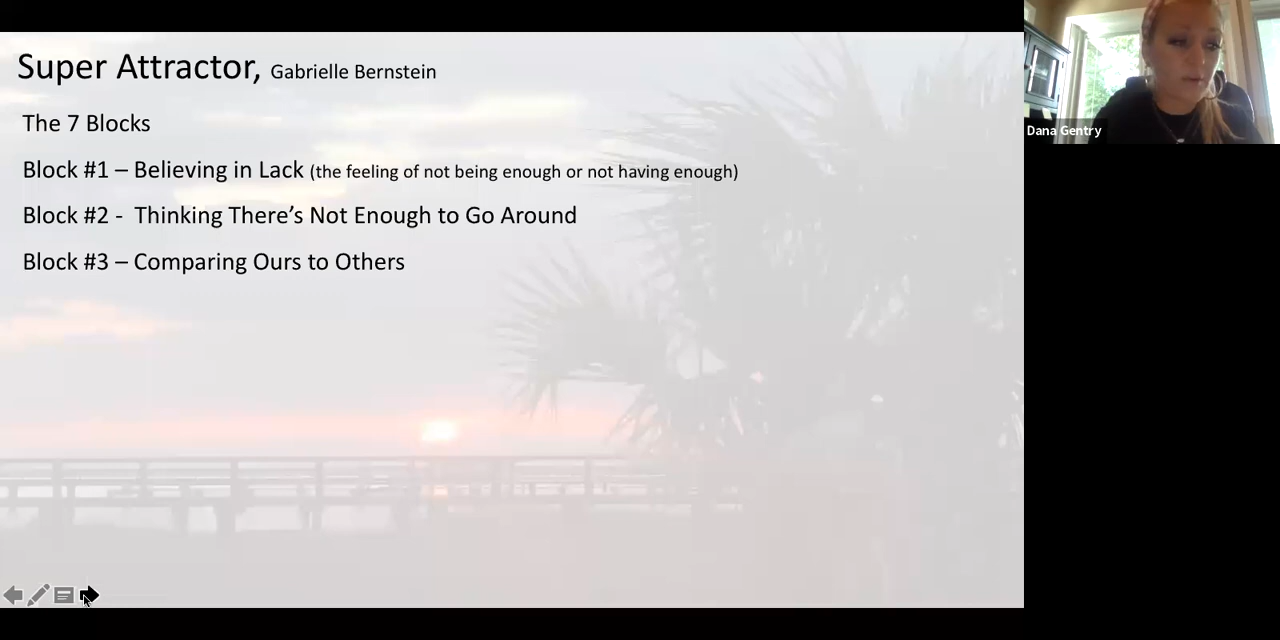 Super Attractor, Gabrielle Bernstein
The 7 Blocks
Block #1 – Believing in Lack (the feeling of not being enough or not having enough)
Block #2 - Thinking There’s Not Enough to Go Around
Block #3 – Comparing Ours to Others
Dana Gentry